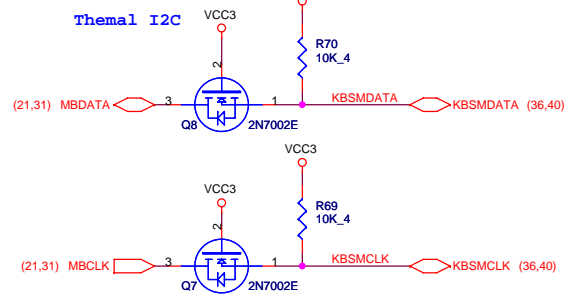 Themal I2C
VCC3
R70
10K_4
2
(21,31) MBDATA
3
1
KBSMDATA
KBSMDATA (36,40)
Q8
2N7002E
VCC3
VCC3
R69
10K_4
2
(21,31) MBCLK
3
1
KBSMCLK
KBSMCLK (36,40)
Q7
2N7002E